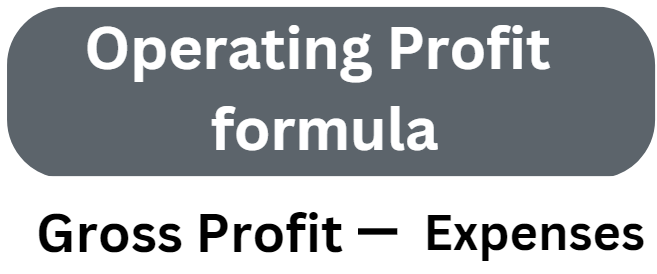 Operating Profit
formula
Gross Profit — Expenses